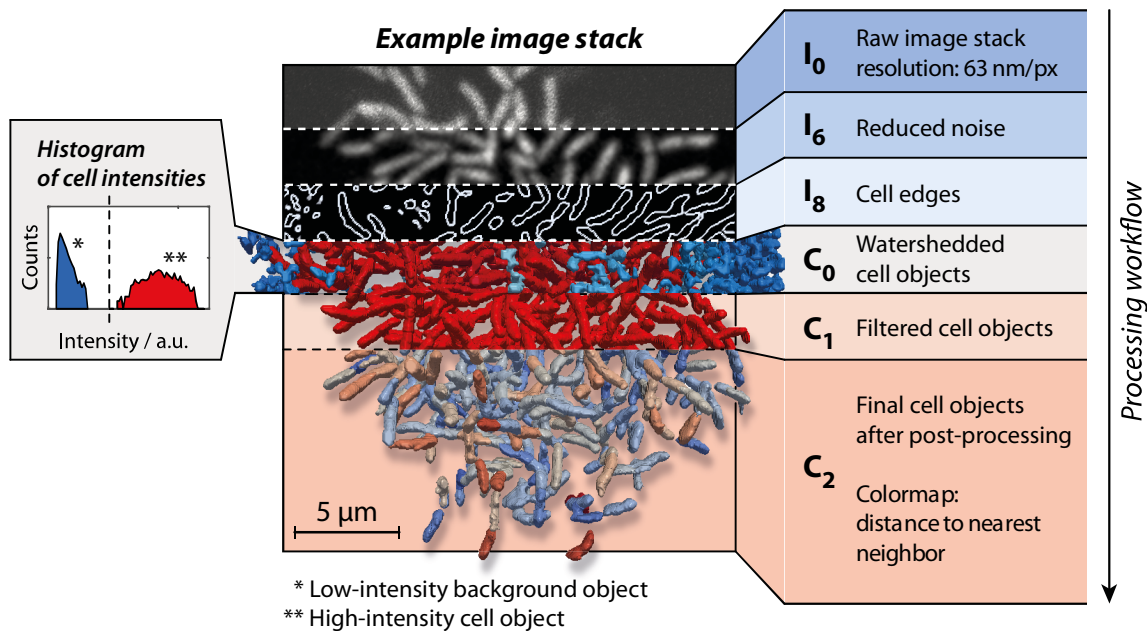 Example image stack
Histogram
of cell intensities
Counts
*
**
Intensity / a.u.
I0
Raw image stack
resolution: 63 nm/px
I6
Reduced noise
I8
Cell edges
C0
Watershedded
cell objects
C1
Filtered cell objects
C2
Final cell objects
after post-processing
Colormap:
distance to nearest
neighbor
Processing workflow
5 μm
* Low-intensity background object
** High-intensity cell object